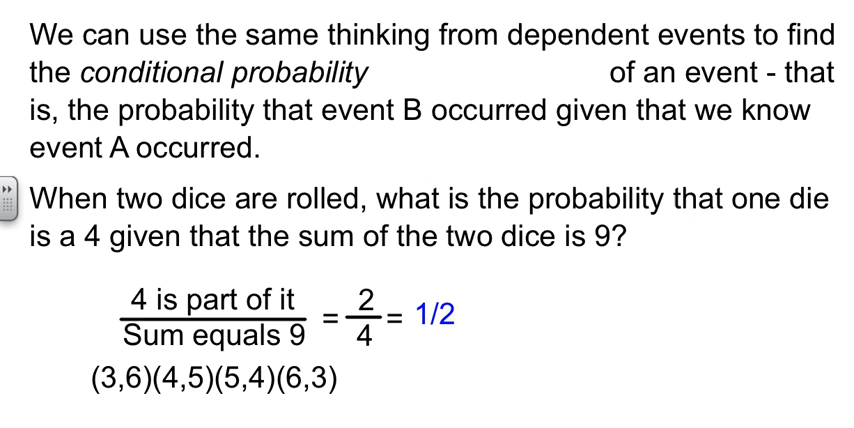 We can use the same thinking from dependent events to find
the conditional probability of an event - that
is, the probability that event B occurred given that we know
event A occurred.
When two dice are rolled, what is the probability that one die
is a 4 given that the sum of the two dice is 9?
4 is part of it
Sum equals 9
= 2/4 = 1/2
(3,6)(4,5)(5,4)(6,3)